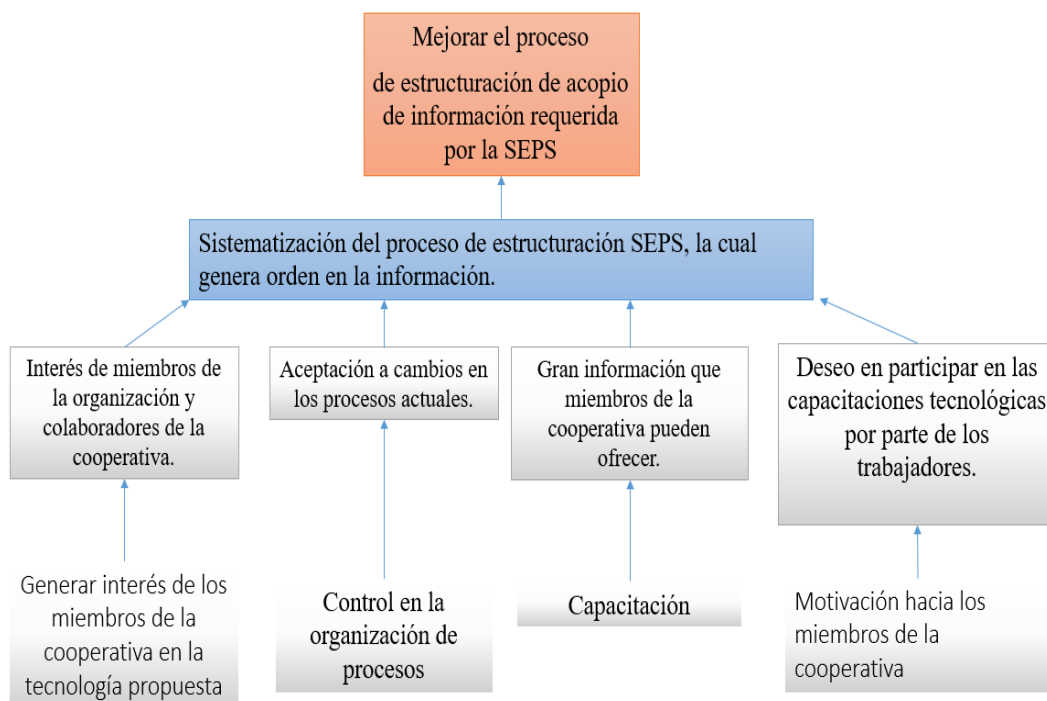 Mejorar el proceso
de estructuración de acopio
de información requerida
por la SEPS
Sistematización del proceso de estructuración SEPS, la cual
genera orden en la información.
Interés de miembros de
la organización y
colaboradores de la
cooperativa.
Aceptación a cambios en
los procesos actuales.
Gran información que
miembros de la
cooperativa pueden
ofrecer.
Deseo en participar en las
capacitaciones tecnológicas
por parte de los
trabajadores.
Generar interés de los
miembros de la
cooperativa en la
tecnología propuesta
Control en la
organización de
procesos
Capacitación
Motivación hacia los
miembros de la
cooperativa